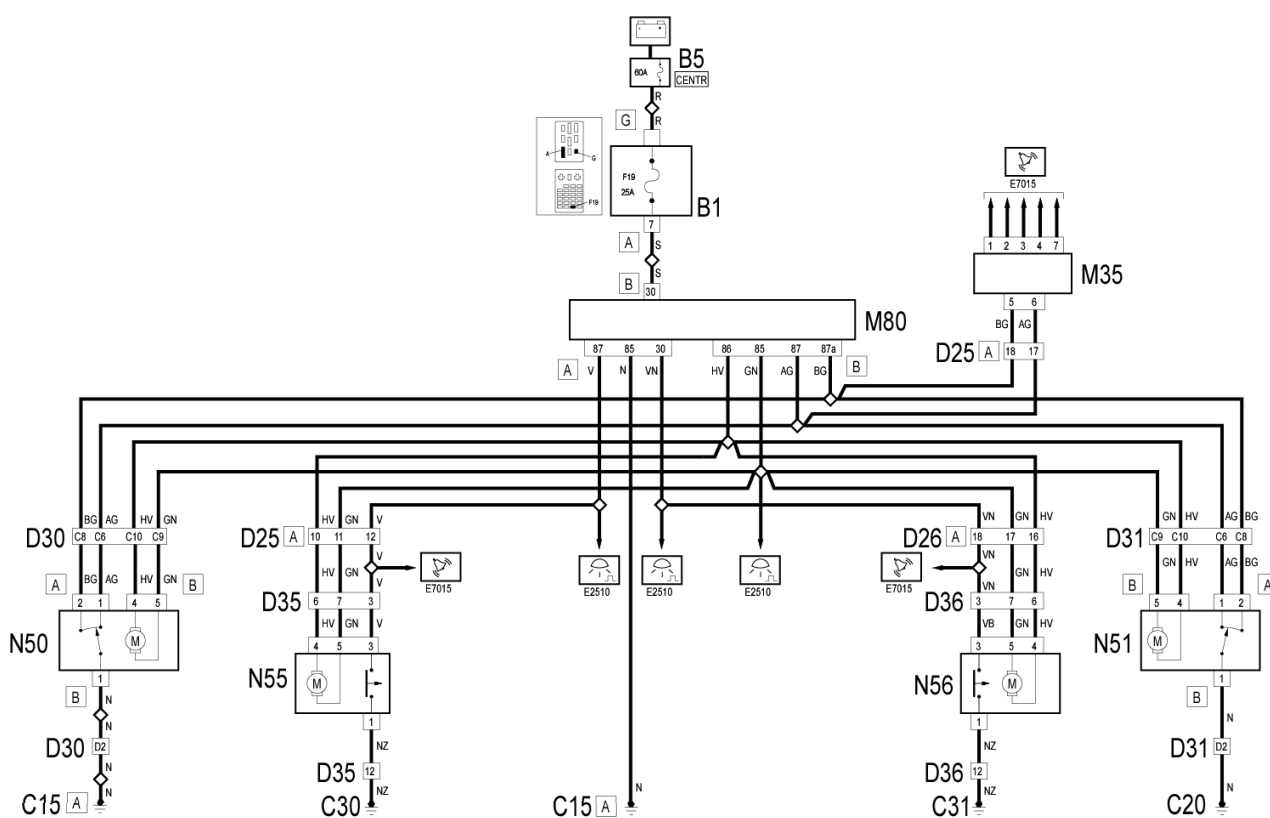 B5
60A
CENTR
R
G
R
A
G
F19
F19
25A
B1
7
A
S
S
B
30
M80
E7015
1 2 3 4 7
M35
5 6
BG AG
D25 A 18 17
87 85 30 86 85 87 87a
A V N VN HV GN AG BG B
BG AG HV GN
D30 C8 C6 C10 C9
A BG AG HV GN B
2 1 4 5
N50 M
1
B N
N
D30 D2
N
N
C15 A
HV GN V
D25 A 10 11 12
V
HV GN
V
E7015
D35 6 7 3
HV GN V
4 5 3
N55 M
1
NZ
D35 12
NZ
C30
E2510 E2510 E2510
N
C15 A
VN GN HV
D26 A 18 17 16
VN
GN HV
VN
E7015
D36 3 7 6
VB GN HV
3 5 4
N56 M
1
NZ
D36 12
NZ
C31
GN HV AG BG
D31 C9 C10 C6 C8
B GN HV AG BG A
5 4 1 2
N51 M
1
B
N
D31 D2
N
C20